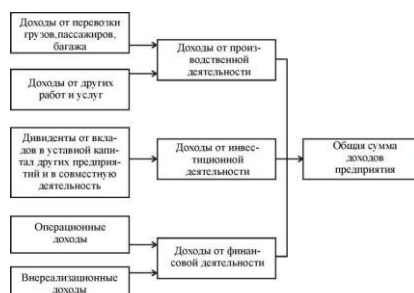 Доходы от перевозки
грузов,пассажиров,
багажа
Доходы от произ-
водственной
деятельности
Доходы от других
работ и услуг
Дивиденты от вкла-
дов в уставной капи-
тал других предприя-
тий и в совместную
деятельность
Доходы от инвес-
тиционной
деятельности
Общая сумма
доходов
предприятия
Операционные
доходы
Доходы от финан-
совой деятельности
Внереализационные
доходы